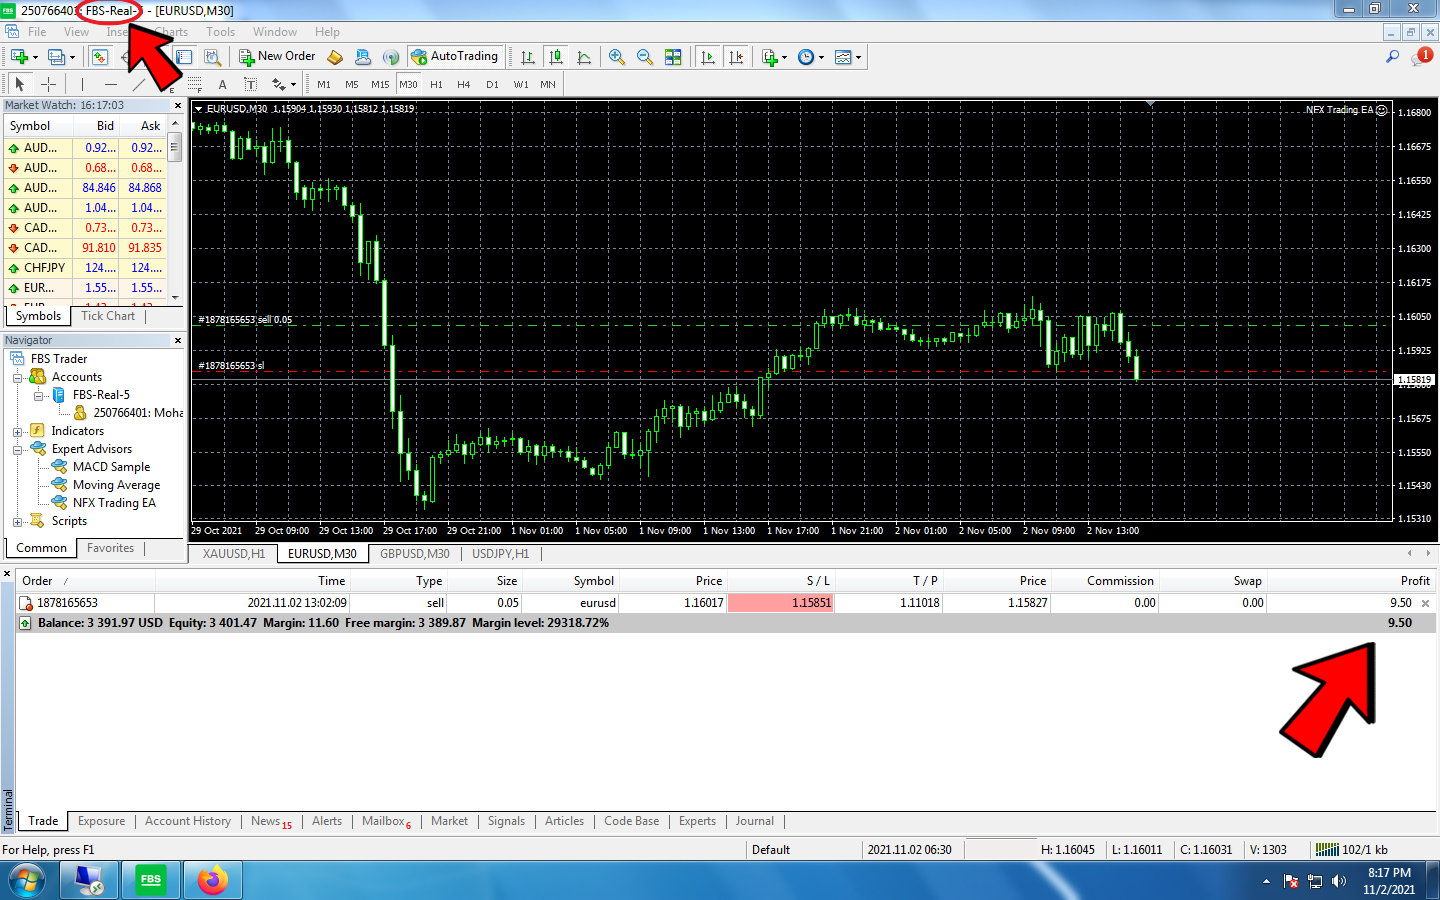 FBS 250766401: FBS-Real- - [EURUSD,M30]
File View Charts Tools Window Help
New Order AutoTrading 1
A T M1 M5 M15 M30 H1 H4 D1 W1 MN
Market Watch: 16:17:03
Symbol Bid Ask
AUD... 0.92... 0.92...
AUD... 0.68... 0.68...
AUD... 84.846 84.868
AUD... 1.04... 1.04...
CAD... 0.73... 0.73...
CAD... 91.810 91.835
CHFJPY 124.... 124....
EUR... 1.55... 1.55...
Symbols Tick Chart
Navigator
FBS Trader
Accounts
FBS-Real-5
250766401: Moha
Indicators
Expert Advisors
MACD Sample
Moving Average
NFX Trading EA
Scripts
Common Favorites
EURUSD,M30 1.15904 1.15930 1.15812 1.15819
NFX Trading EA
#1878165653 sell 0.05
#1878165653 sl
1.16800
1.16675
1.16550
1.16425
1.16300
1.16175
1.16050
1.15925
1.15819
1.15675
1.15550
1.15430
1.15310
29 Oct 2021 29 Oct 09:00 29 Oct 13:00 29 Oct 17:00 29 Oct 21:00 1 Nov 01:00 1 Nov 05:00 1 Nov 09:00 1 Nov 13:00 1 Nov 17:00 1 Nov 21:00 2 Nov 01:00 2 Nov 05:00 2 Nov 09:00 2 Nov 13:00
XAUUSD,H1 EURUSD,M30 GBPUSD,M30 USDJPY,H1
Order / Time Type Size Symbol Price S / L T / P Price Commission Swap Profit
1878165653 2021.11.02 13:02:09 sell 0.05 eurusd 1.16017 1.15851 1.11018 1.15827 0.00 0.00 9.50
Balance: 3 391.97 USD Equity: 3 401.47 Margin: 11.60 Free margin: 3 389.87 Margin level: 29318.72% 9.50
Terminal
Trade Exposure Account History News 15 Alerts Mailbox 6 Market Signals Articles Code Base Experts Journal
For Help, press F1 Default 2021.11.02 06:30 H: 1.16045 L: 1.16011 C: 1.16031 V: 1303 102/1 kb
FBS
8:17 PM
11/2/2021